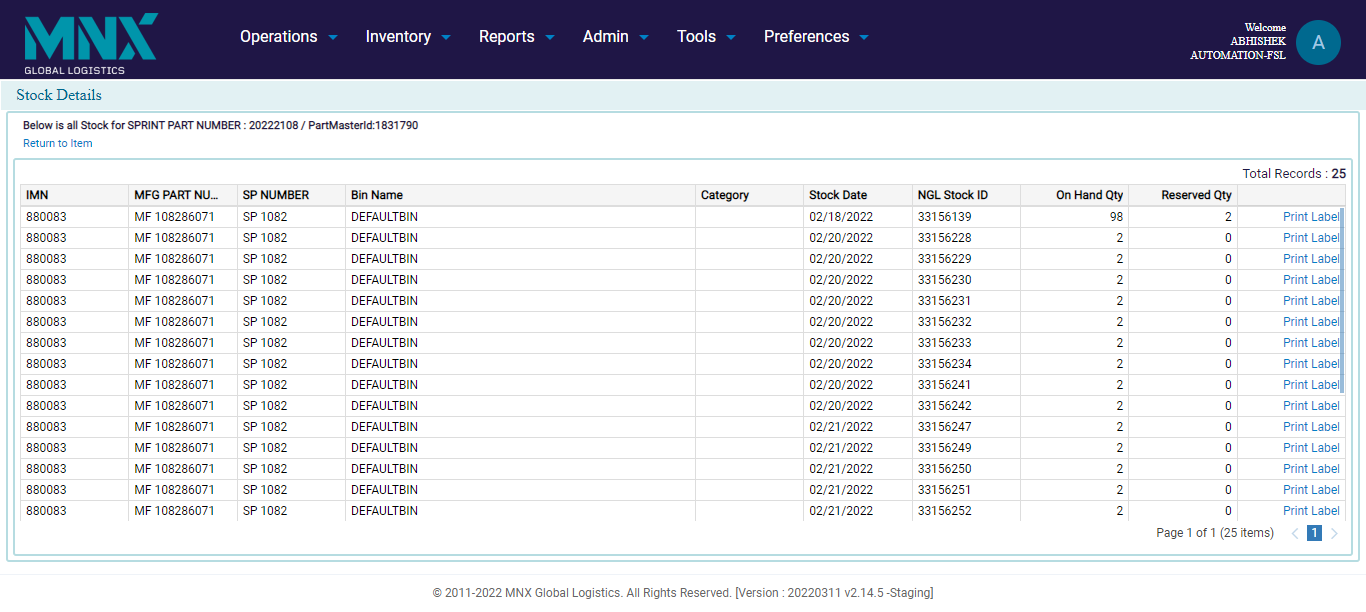 MNX
GLOBAL LOGISTICS
Operations Inventory Reports Admin Tools Preferences
Welcome
ABHISHEK
AUTOMATION-FSL
A
Stock Details
Below is all Stock for SPRINT PART NUMBER : 20222108 / PartMasterId:1831790
Return to Item
Total Records : 25
IMN MFG PART NU... SP NUMBER Bin Name Category Stock Date NGL Stock ID On Hand Qty Reserved Qty
880083 MF 108286071 SP 1082 DEFAULTBIN 02/18/2022 33156139 98 2 Print Label
880083 MF 108286071 SP 1082 DEFAULTBIN 02/20/2022 33156228 2 0 Print Label
880083 MF 108286071 SP 1082 DEFAULTBIN 02/20/2022 33156229 2 0 Print Label
880083 MF 108286071 SP 1082 DEFAULTBIN 02/20/2022 33156230 2 0 Print Label
880083 MF 108286071 SP 1082 DEFAULTBIN 02/20/2022 33156231 2 0 Print Label
880083 MF 108286071 SP 1082 DEFAULTBIN 02/20/2022 33156232 2 0 Print Label
880083 MF 108286071 SP 1082 DEFAULTBIN 02/20/2022 33156233 2 0 Print Label
880083 MF 108286071 SP 1082 DEFAULTBIN 02/20/2022 33156234 2 0 Print Label
880083 MF 108286071 SP 1082 DEFAULTBIN 02/20/2022 33156241 2 0 Print Label
880083 MF 108286071 SP 1082 DEFAULTBIN 02/20/2022 33156242 2 0 Print Label
880083 MF 108286071 SP 1082 DEFAULTBIN 02/21/2022 33156247 2 0 Print Label
880083 MF 108286071 SP 1082 DEFAULTBIN 02/21/2022 33156249 2 0 Print Label
880083 MF 108286071 SP 1082 DEFAULTBIN 02/21/2022 33156250 2 0 Print Label
880083 MF 108286071 SP 1082 DEFAULTBIN 02/21/2022 33156251 2 0 Print Label
880083 MF 108286071 SP 1082 DEFAULTBIN 02/21/2022 33156252 2 0 Print Label
Page 1 of 1 (25 items) 1
© 2011-2022 MNX Global Logistics. All Rights Reserved. [Version : 20220311 v2.14.5 -Staging]